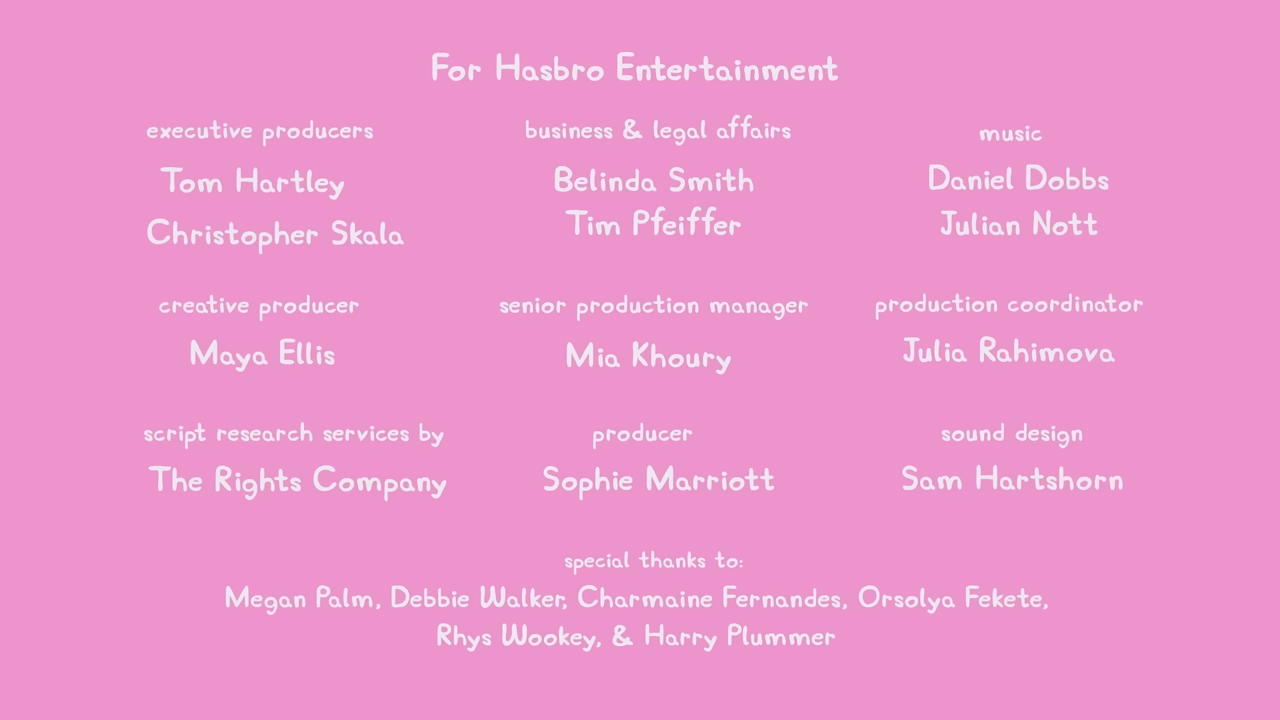 For Hasbro Entertainment
executive producers
Tom Hartley
Christopher Skala
business & legal affairs
Belinda Smith
Tim Pfeiffer
music
Daniel Dobbs
Julian Nott
creative producer
Maya Ellis
senior production manager
Mia Khoury
production coordinator
Julia Rahimova
script research services by
The Rights Company
producer
Sophie Marriott
sound design
Sam Hartshorn
special thanks to:
Megan Palm, Debbie Walker, Charmaine Fernandes, Orsolya Fekete,
Rhys Wookey, & Harry Plummer